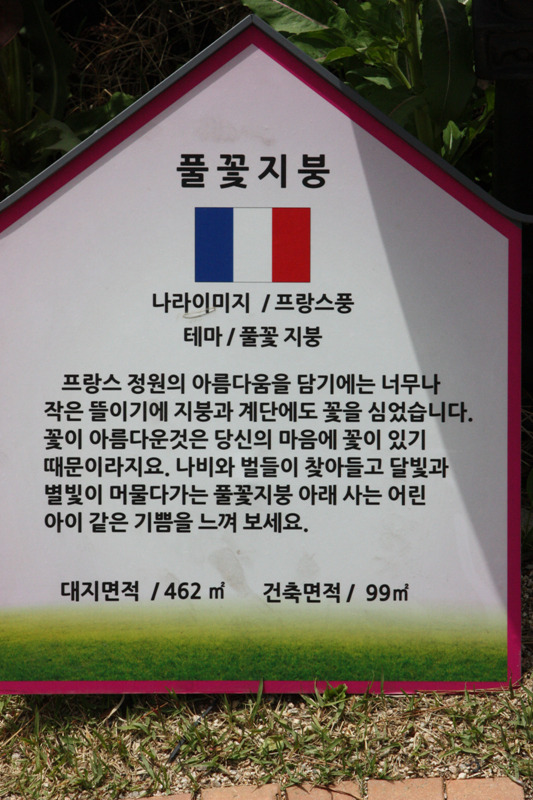 풀꽃지붕
나라이미지 / 프랑스풍
테마 / 풀꽃 지붕
프랑스 정원의 아름다움을 담기에는 너무나
작은 뜰이기에 지붕과 계단에도 꽃을 심었습니다.
꽃이 아름다운것은 당신의 마음에 꽃이 있기
때문이라지요. 나비와 벌들이 찾아들고 달빛과
별빛이 머물다가는 풀꽃지붕 아래 사는 어린
아이 같은 기쁨을 느껴 보세요.
대지면적 / 462 ㎡ 건축면적 / 99㎡